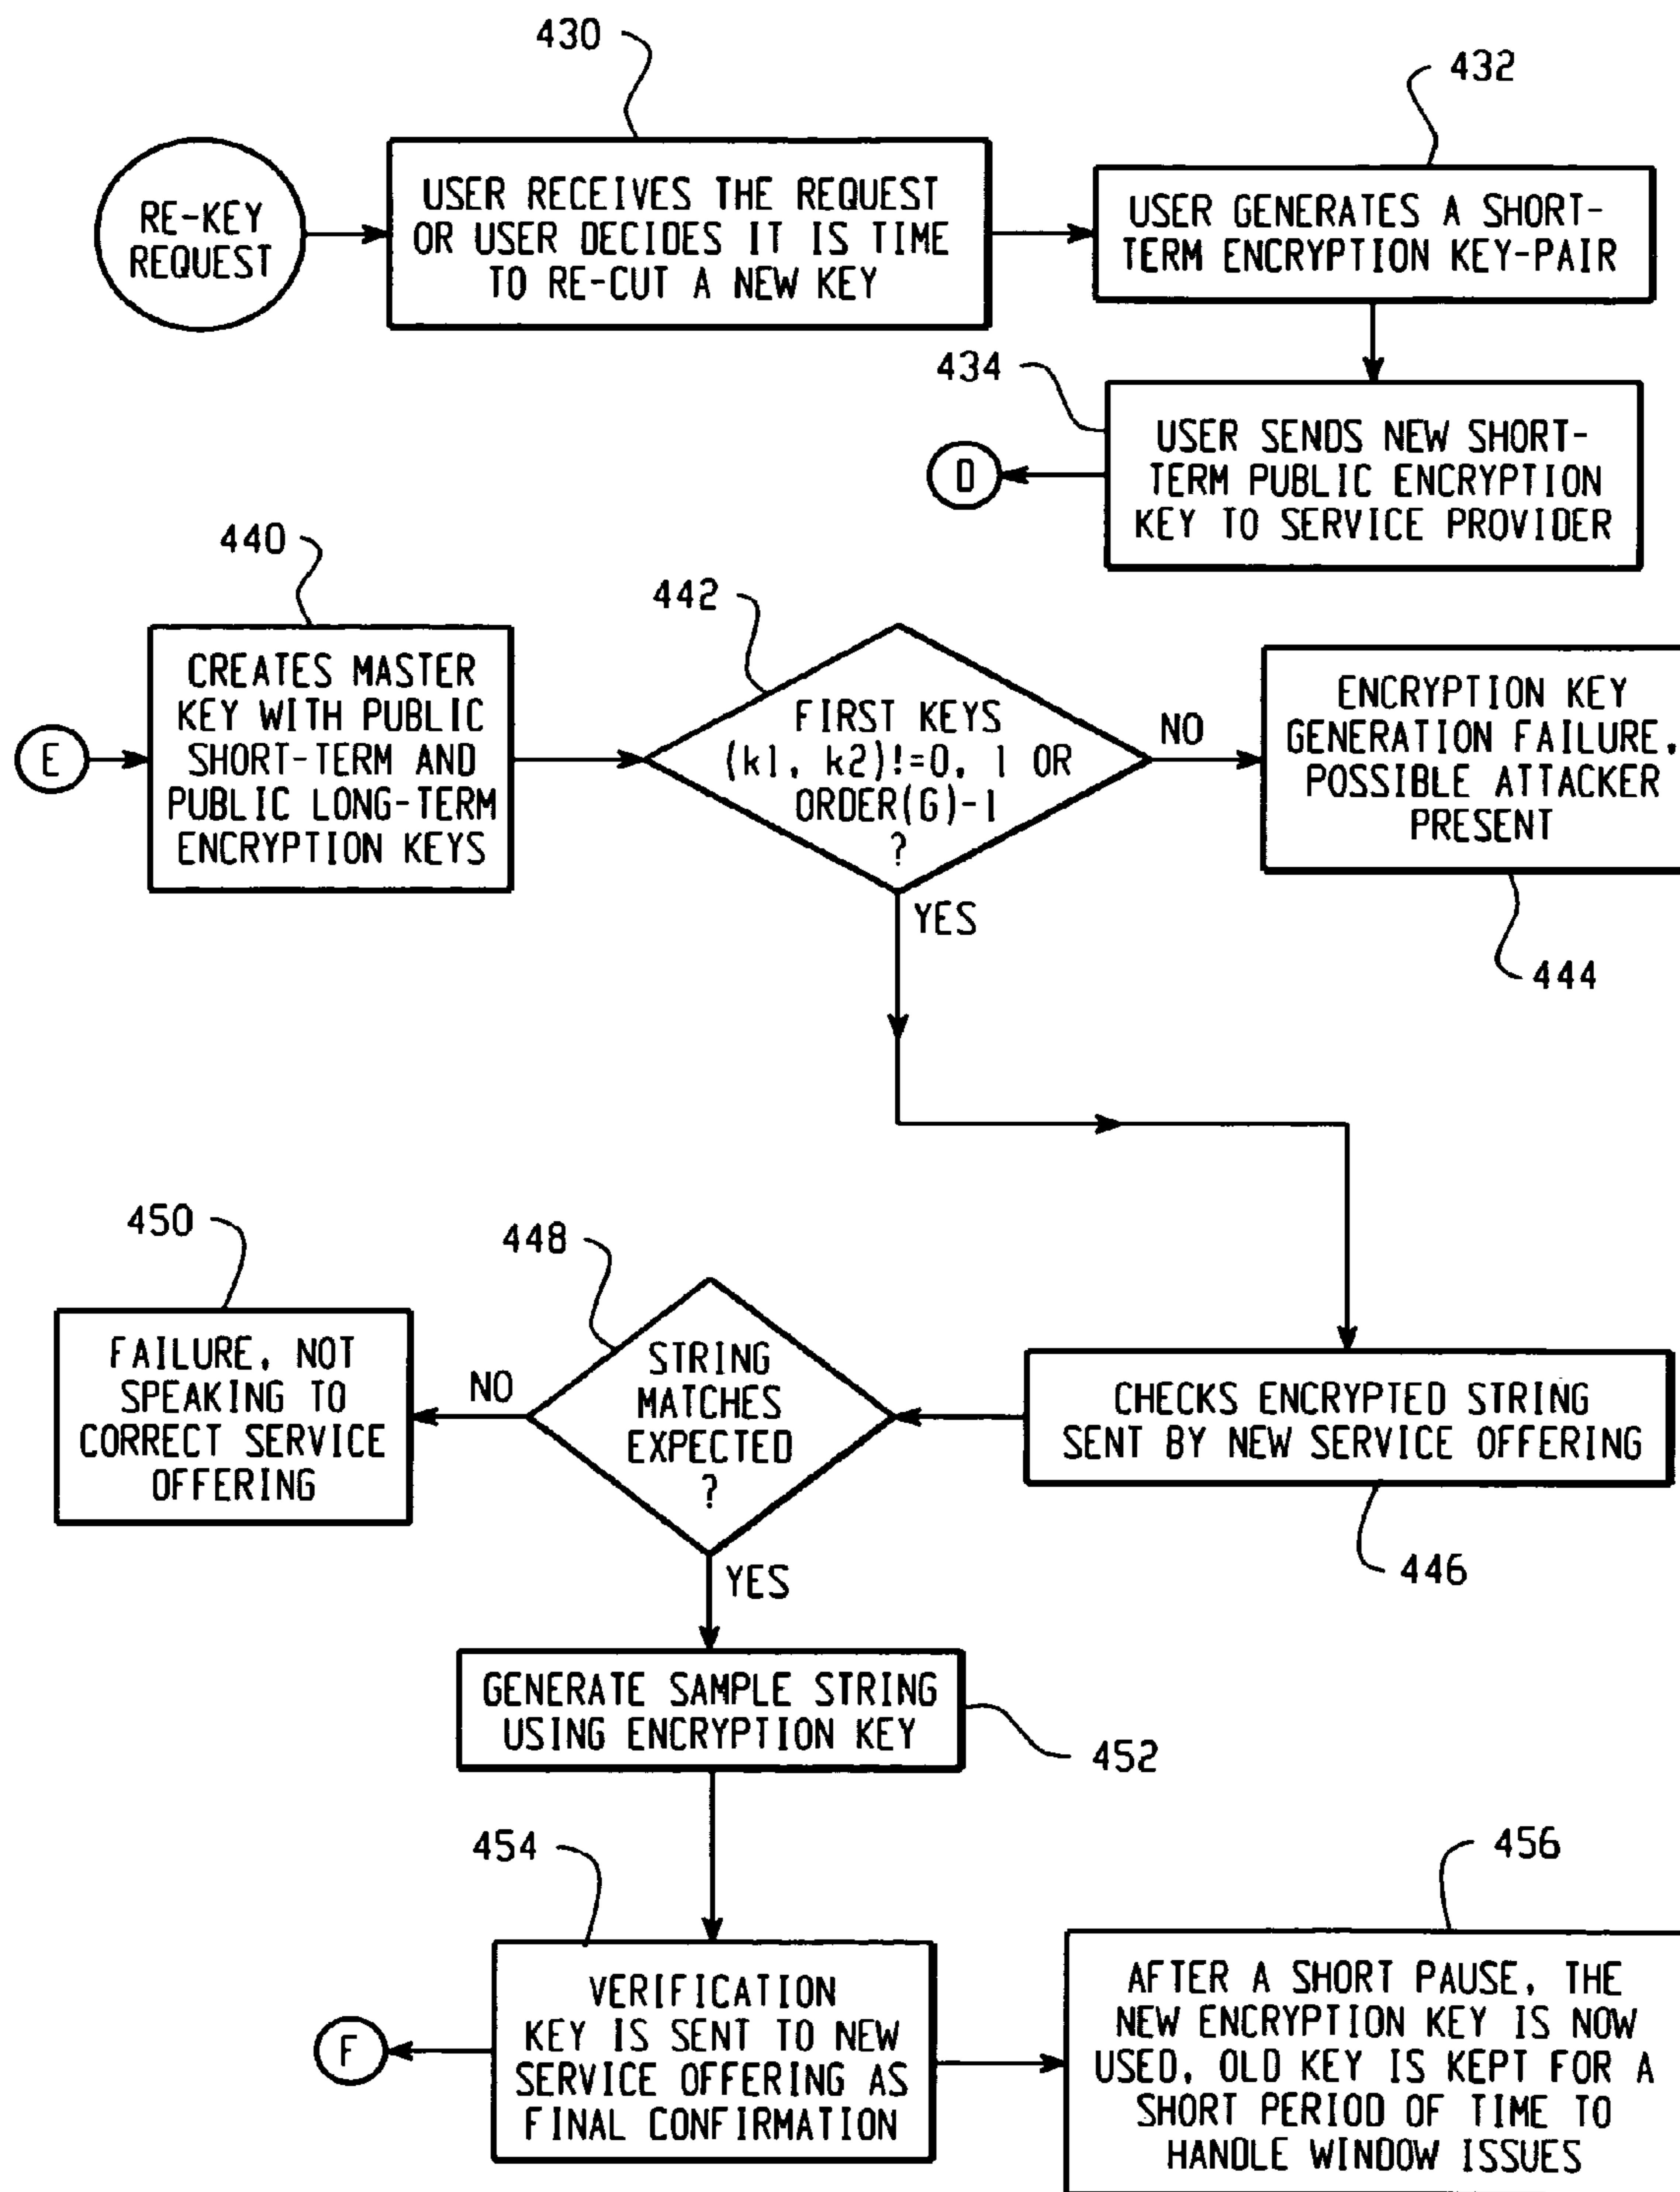 430
432
RE-KEY
REQUEST
USER RECEIVES THE REQUEST
OR USER DECIDES IT IS TIME
TO RE-CUT A NEW KEY
USER GENERATES A SHORT-
TERM ENCRYPTION KEY-PAIR
434
D
USER SENDS NEW SHORT-
TERM PUBLIC ENCRYPTION
KEY TO SERVICE PROVIDER
440
442
E
CREATES MASTER
KEY WITH PUBLIC
SHORT-TERM AND
PUBLIC LONG-TERM
ENCRYPTION KEYS
FIRST KEYS
(k1, k2)!=0, 1 OR
ORDER(G)-1
?
NO
ENCRYPTION KEY
GENERATION FAILURE,
POSSIBLE ATTACKER
PRESENT
YES
444
450
448
FAILURE, NOT
SPEAKING TO
CORRECT SERVICE
OFFERING
NO
STRING
MATCHES
EXPECTED
?
CHECKS ENCRYPTED STRING
SENT BY NEW SERVICE OFFERING
446
YES
GENERATE SAMPLE STRING
USING ENCRYPTION KEY
452
454
456
F
VERIFICATION
KEY IS SENT TO NEW
SERVICE OFFERING AS
FINAL CONFIRMATION
AFTER A SHORT PAUSE, THE
NEW ENCRYPTION KEY IS NOW
USED, OLD KEY IS KEPT FOR A
SHORT PERIOD OF TIME TO
HANDLE WINDOW ISSUES